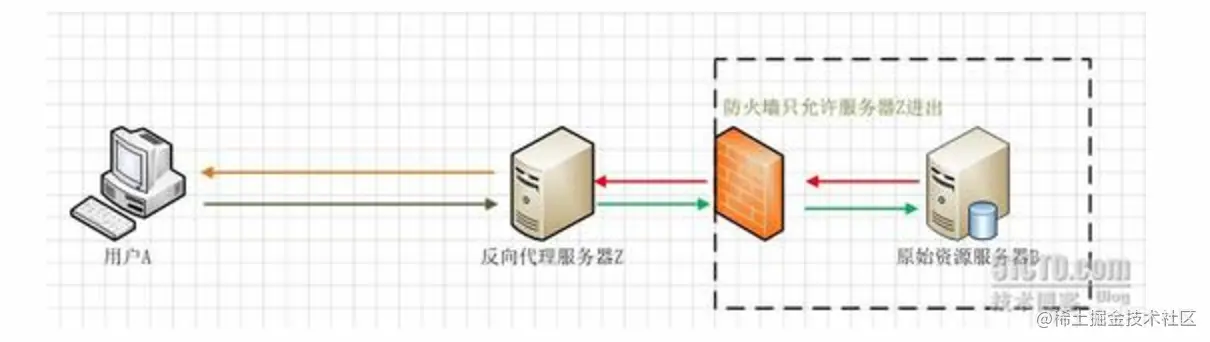 防火墙只允许服务器Z进出
用户A
反向代理服务器Z
原始资源服务器B
51CTO.com
技术博客 Blog
@稀土掘金技术社区